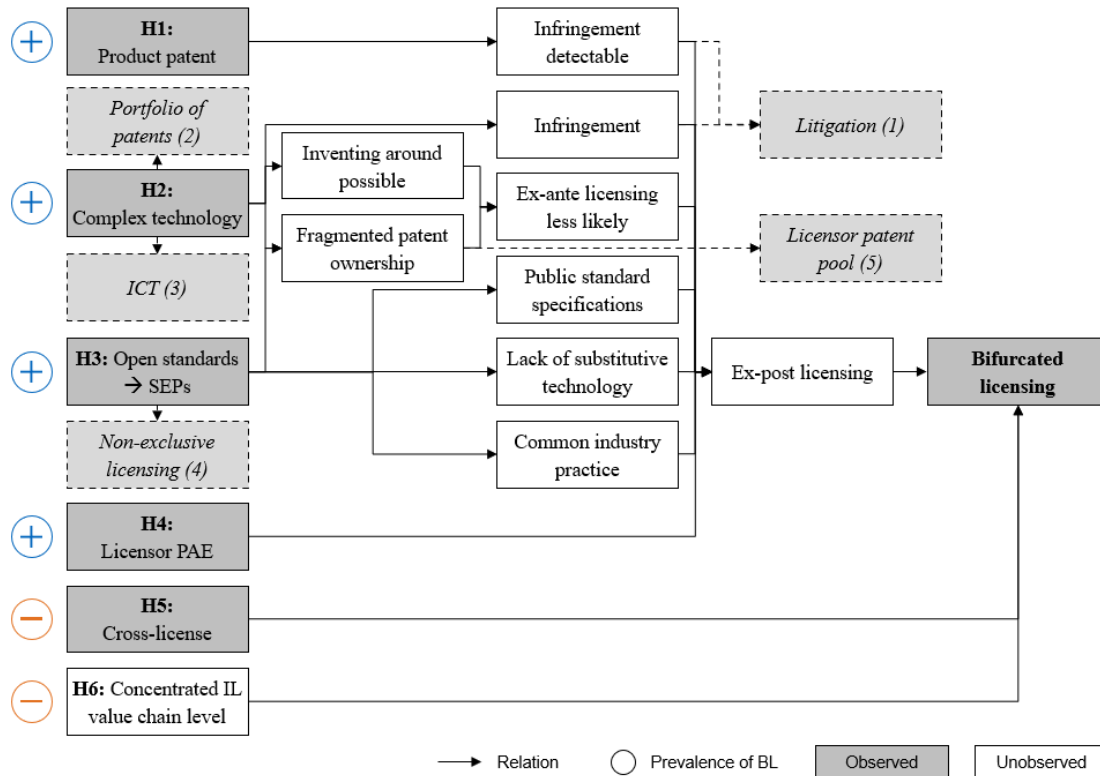 H1:
Product patent
Infringement
detectable
Portfolio of
patents (2)
Infringement
Litigation (1)
Inventing around
possible
H2:
Complex technology
Ex-ante licensing
less likely
Fragmented patent
ownership
Licensor patent
pool (5)
ICT (3)
Public standard
specifications
H3: Open standards
→ SEPs
Lack of substitutive
technology
Ex-post licensing
Bifurcated
licensing
Non-exclusive
licensing (4)
Common industry
practice
H4:
Licensor PAE
H5:
Cross-license
H6: Concentrated IL
value chain level
Relation
Prevalence of BL
Observed
Unobserved